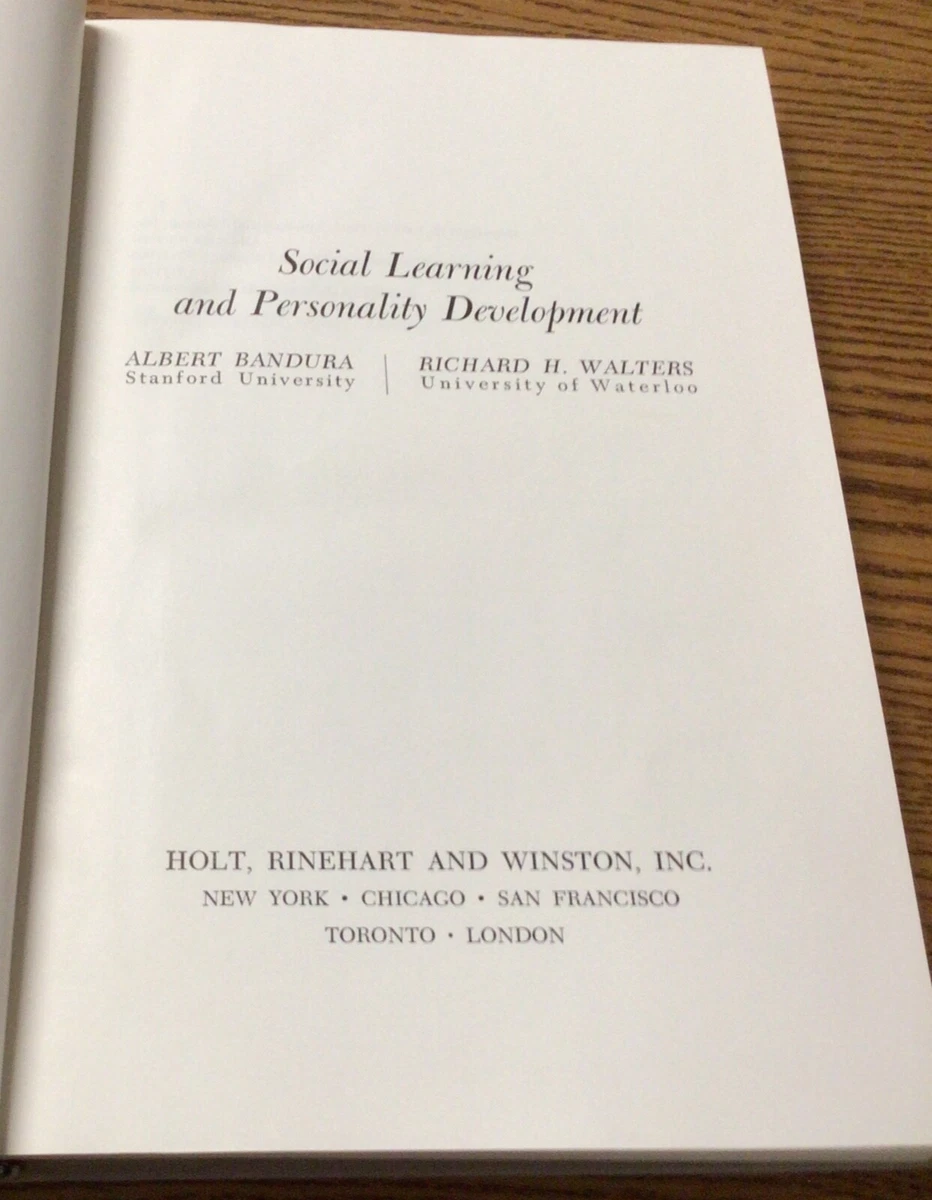 Social Learning
and Personality Development
ALBERT BANDURA
Stanford University
RICHARD H. WALTERS
University of Waterloo
HOLT, RINEHART AND WINSTON, INC.
NEW YORK • CHICAGO • SAN FRANCISCO
TORONTO • LONDON